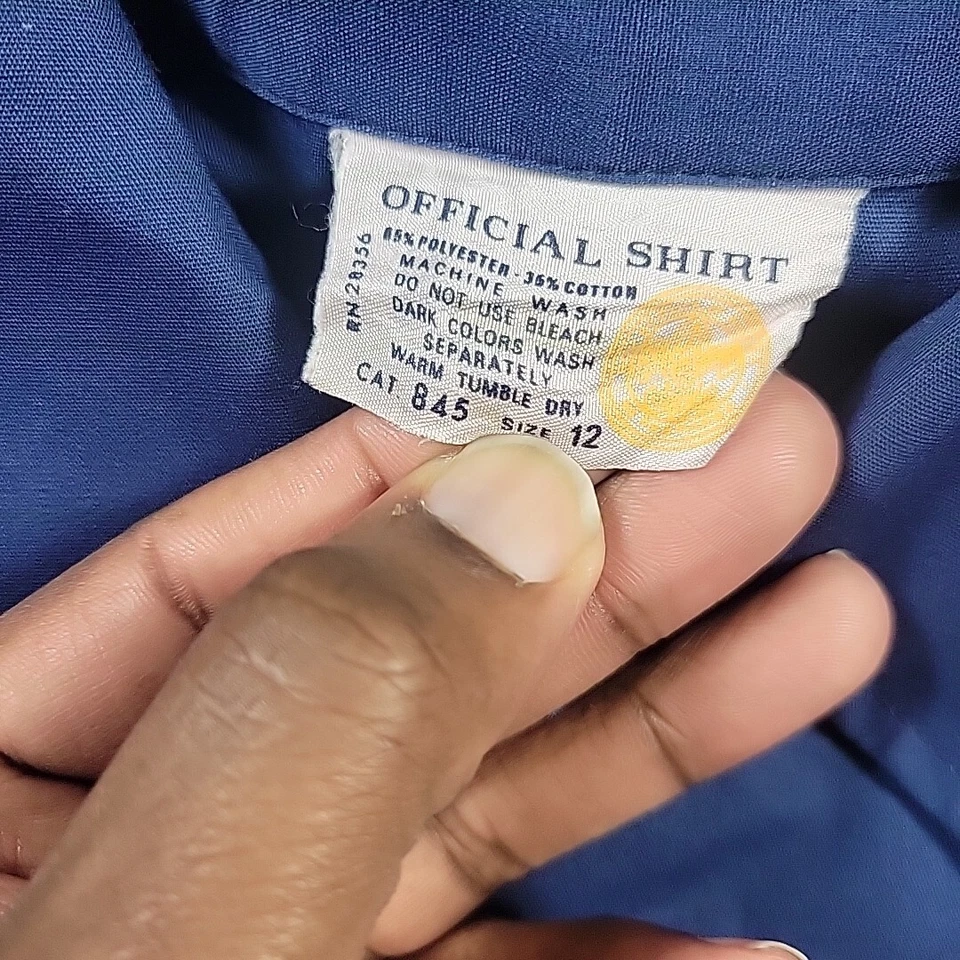 OFFICIAL SHIRT
65% POLYESTER - 35% COTTON
MACHINE WASH
DO NOT USE BLEACH
DARK COLORS WASH
SEPARATELY
WARM TUMBLE DRY
CAT. 845 SIZE 12
RN 28356